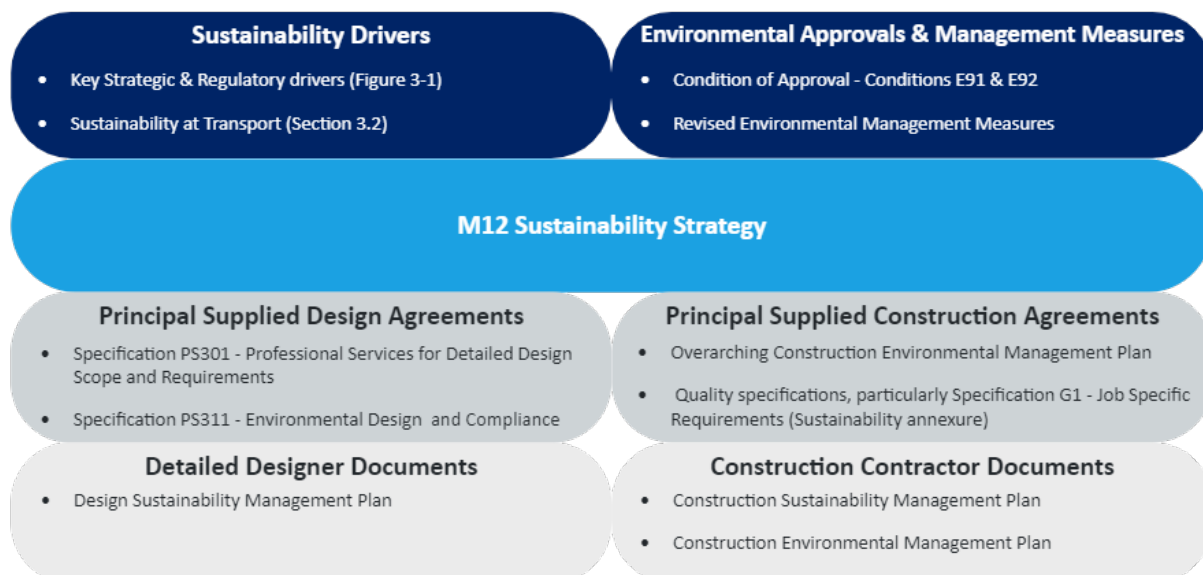 Sustainability Drivers
• Key Strategic & Regulatory drivers (Figure 3-1)
• Sustainability at Transport (Section 3.2)
Environmental Approvals & Management Measures
• Condition of Approval - Conditions E91 & E92
• Revised Environmental Management Measures
M12 Sustainability Strategy
Principal Supplied Design Agreements
• Specification PS301 - Professional Services for Detailed Design
Scope and Requirements
• Specification PS311 - Environmental Design and Compliance
Principal Supplied Construction Agreements
• Overarching Construction Environmental Management Plan
• Quality specifications, particularly Specification G1 - Job Specific
Requirements (Sustainability annexure)
Detailed Designer Documents
• Design Sustainability Management Plan
Construction Contractor Documents
• Construction Sustainability Management Plan
• Construction Environmental Management Plan